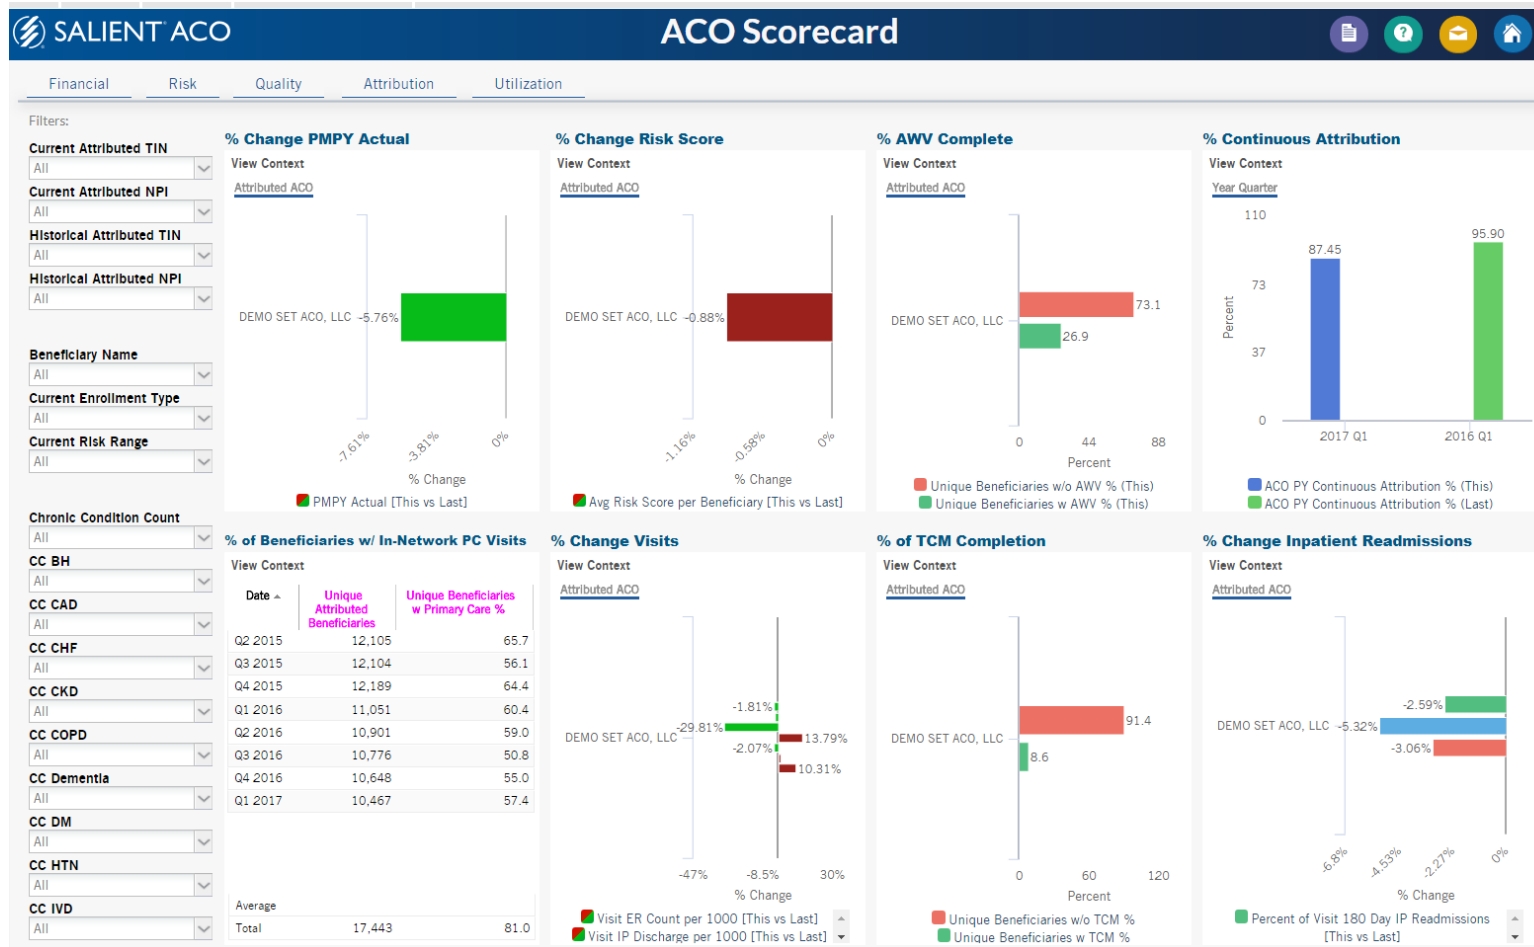 SALIENT ACO
ACO Scorecard
Financial
Risk
Quality
Attribution
Utilization
Filters:
Current Attributed TIN
All
Current Attributed NPI
All
Historical Attributed TIN
All
Historical Attributed NPI
All
Beneficiary Name
All
Current Enrollment Type
All
Current Risk Range
All
Chronic Condition Count
All
CC BH
All
CC CAD
All
CC CHF
All
CC CKD
All
CC COPD
All
CC Dementia
All
CC DM
All
CC HTN
All
CC IVD
All
% Change PMPY Actual
View Context
Attributed ACO
DEMO SET ACO, LLC
-5.76%
-7.61%
-3.81%
0%
% Change
PMPY Actual [This vs Last]
% Change Risk Score
View Context
Attributed ACO
DEMO SET ACO, LLC
-0.88%
-1.16%
-0.58%
0%
% Change
Avg Risk Score per Beneficiary [This vs Last]
% AWV Complete
View Context
Attributed ACO
DEMO SET ACO, LLC
73.1
26.9
0 44 88
Percent
Unique Beneficiaries w/o AWV % (This)
Unique Beneficiaries w AWV % (This)
% Continuous Attribution
View Context
Year Quarter
110
73
37
0
Percent
87.45
95.90
2017 Q1
2016 Q1
ACO PY Continuous Attribution % (This)
ACO PY Continuous Attribution % (Last)
% of Beneficiaries w/ In-Network PC Visits
View Context
Date
Unique
Attributed
Beneficiaries
Unique Beneficiaries
w Primary Care %
Q2 2015 12,105 65.7
Q3 2015 12,104 56.1
Q4 2015 12,189 64.4
Q1 2016 11,051 60.4
Q2 2016 10,901 59.0
Q3 2016 10,776 50.8
Q4 2016 10,648 55.0
Q1 2017 10,467 57.4
Average
Total 17,443 81.0
% Change Visits
View Context
Attributed ACO
DEMO SET ACO, LLC
-1.81%
-29.81%
13.79%
-2.07%
10.31%
-47% -8.5% 30%
% Change
Visit ER Count per 1000 [This vs Last]
Visit IP Discharge per 1000 [This vs Last]
% of TCM Completion
View Context
Attributed ACO
DEMO SET ACO, LLC
91.4
8.6
0 60 120
Percent
Unique Beneficiaries w/o TCM %
Unique Beneficiaries w TCM %
% Change Inpatient Readmissions
View Context
Attributed ACO
DEMO SET ACO, LLC
-2.59%
-5.32%
-3.06%
-6.8%
-4.53%
-2.27%
0%
% Change
Percent of Visit 180 Day IP Readmissions
[This vs Last]